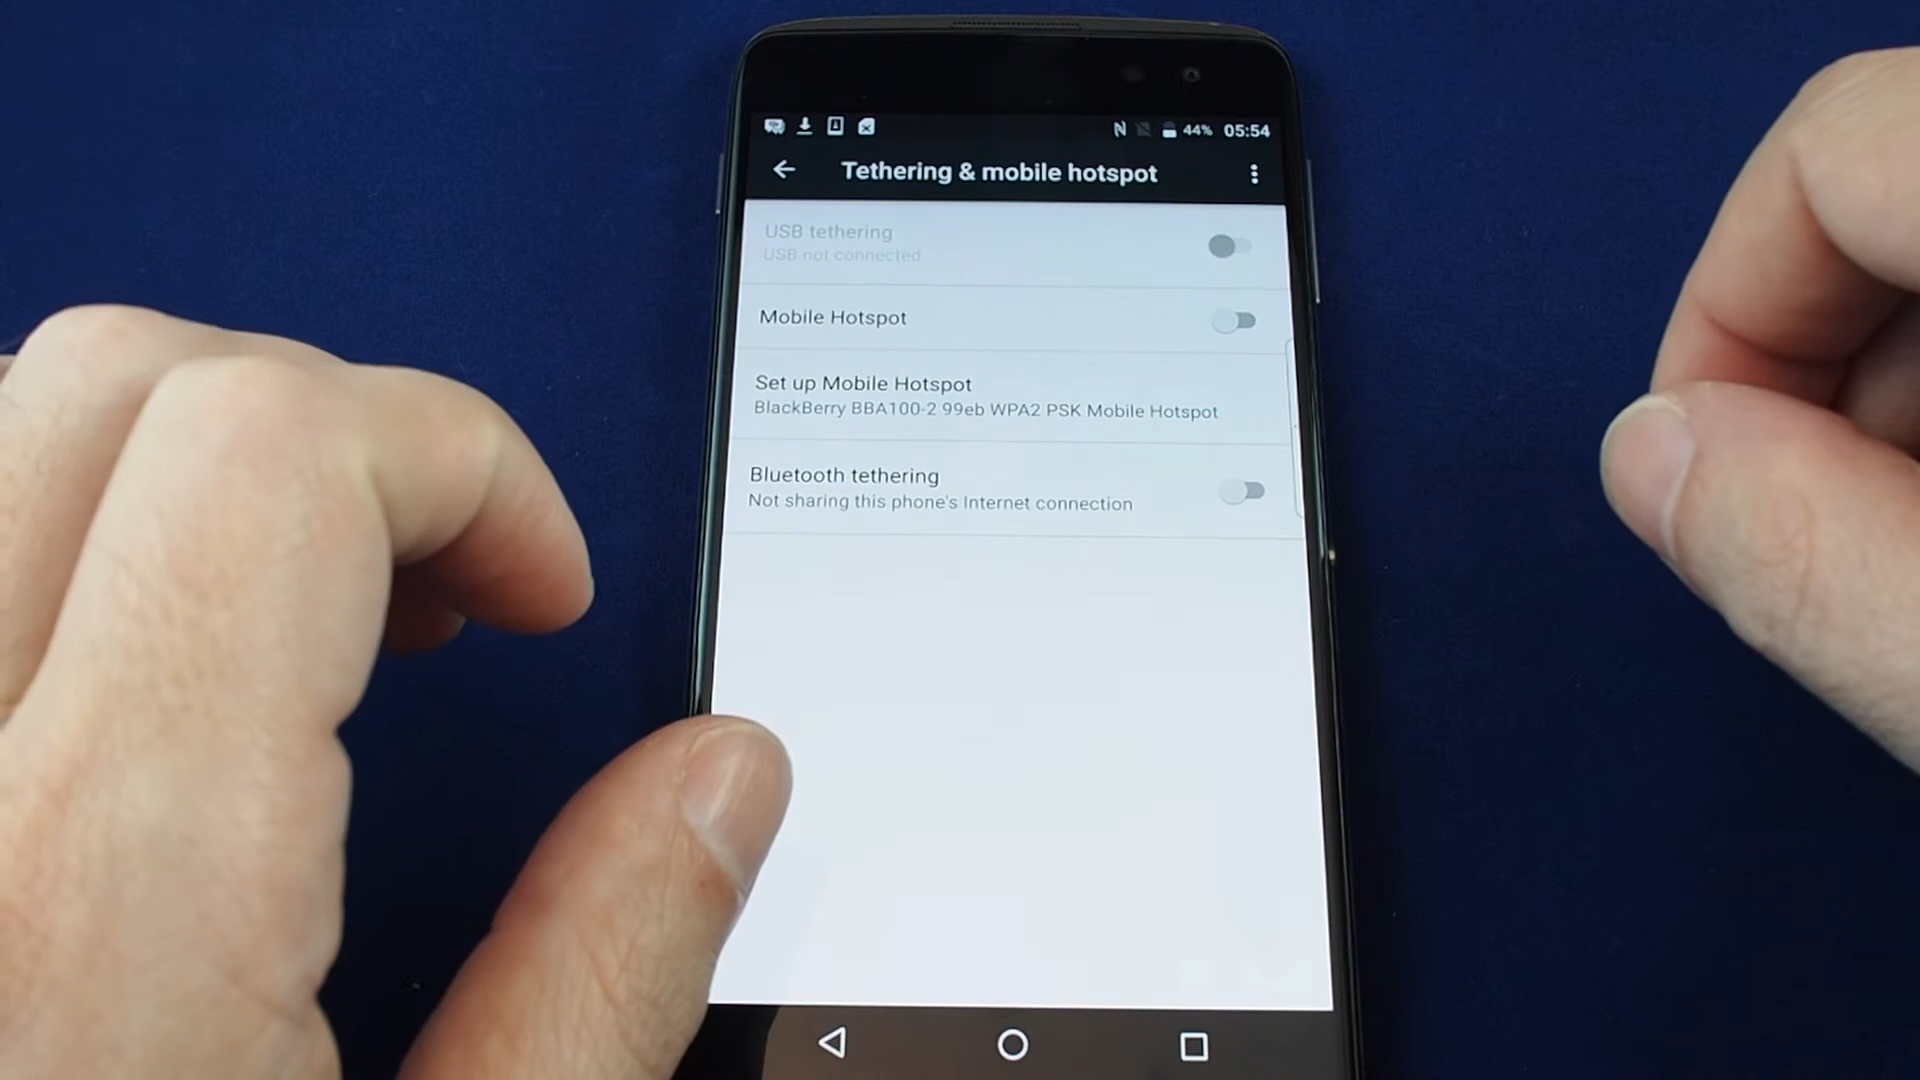 44% 05:54
Tethering & mobile hotspot
USB tethering
USB not connected
Mobile Hotspot
Set up Mobile Hotspot
BlackBerry BBA100-2 99eb WPA2 PSK Mobile Hotspot
Bluetooth tethering
Not sharing this phone's Internet connection